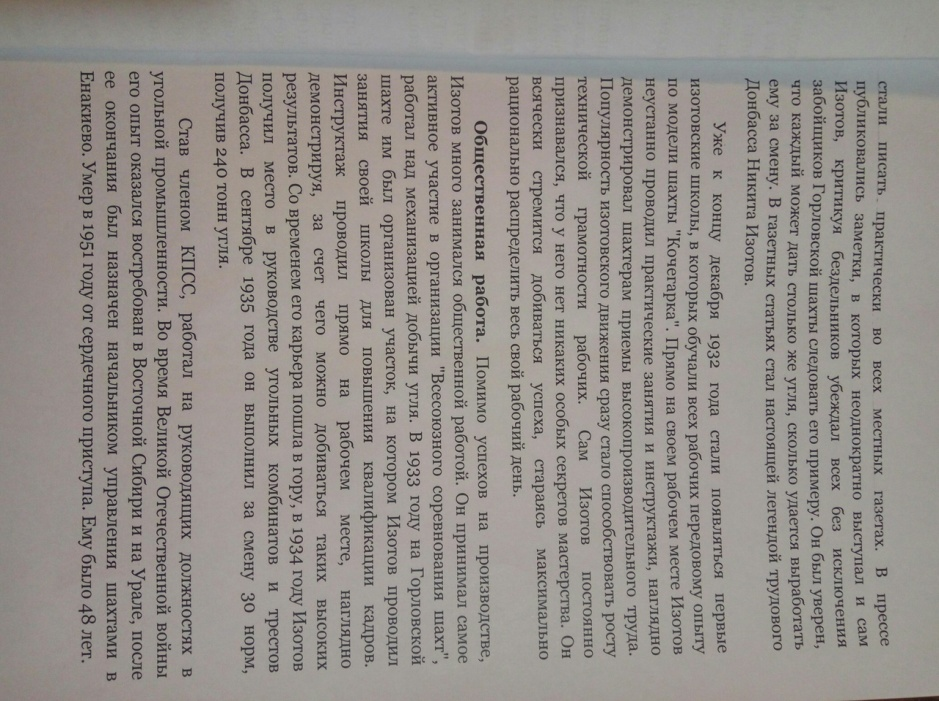 стали писать практически во всех местных газетах. В прессе
публиковались заметки, в которых неоднократно выступал и сам
Изотов, критикуя бездельников убеждал всех без исключения
забойщиков Горловской шахты следовать его примеру. Он был уверен,
что каждый может дать столько же угля, сколько удается выработать
ему за смену. В газетных статьях стал настоящей легендой трудового
Донбасса Никита Изотов.
Уже к концу декабря 1932 года стали появляться первые
изотовские школы, в которых обучали всех рабочих передовому опыту
по модели шахты "Кочегарка". Прямо на своем рабочем месте Изотов
неустанно проводил практические занятия и инструктажи, наглядно
демонстрировал шахтерам приемы высокопроизводительного труда.
Популярность изотовского движения сразу стало способствовать росту
технической грамотности рабочих. Сам Изотов постоянно
признавался, что у него нет никаких особых секретов мастерства. Он
всячески стремится добиваться успеха, стараясь максимально
рационально распределить весь свой рабочий день.
Общественная работа. Помимо успехов на производстве,
Изотов много занимался общественной работой. Он принимал самое
активное участие в организации "Всесоюзного соревнования шахт",
работал над механизацией добычи угля. В 1933 году на Горловской
шахте им был организован участок, на котором Изотов проводил
занятия своей школы для повышения квалификации кадров.
Инструктаж проводил прямо на рабочем месте, наглядно
демонстрируя, за счет чего можно добиваться таких высоких
результатов. Со временем его карьера пошла в гору, в 1934 году Изотов
получил место в руководстве угольных комбинатов и трестов
Донбасса. В сентябре 1935 года он выполнил за смену 30 норм,
получив 240 тонн угля.
Став членом КПСС, работал на руководящих должностях в
угольной промышленности. Во время Великой Отечественной войны
его опыт оказался востребован в Восточной Сибири и на Урале, после
ее окончания был назначен начальником управления шахтами в
Енакиево. Умер в 1951 году от сердечного приступа. Ему было 48 лет.